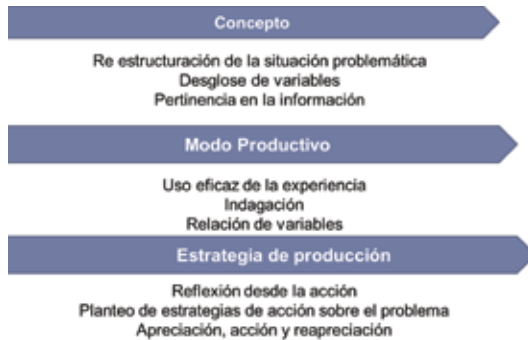 Concepto
Re estructuración de la situación problemática
Desglose de variables
Pertinencia en la información
Modo Productivo
Uso eficaz de la experiencia
Indagación
Relación de variables
Estrategia de producción
Reflexión desde la acción
Planteo de estrategias de acción sobre el problema
Apreciación, acción y reapreciación